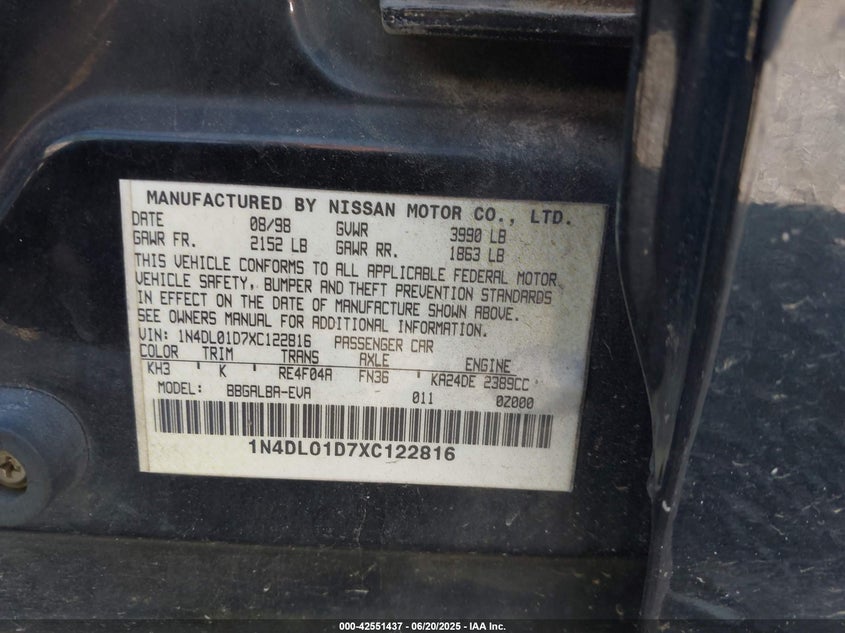 MANUFACTURED BY NISSAN MOTOR CO., LTD.
DATE 08/98 GVWR 3990 LB
GAWR FR. 2152 LB GAWR RR. 1863 LB
THIS VEHICLE CONFORMS TO ALL APPLICABLE FEDERAL MOTOR
VEHICLE SAFETY, BUMPER AND THEFT PREVENTION STANDARDS
IN EFFECT ON THE DATE OF MANUFACTURE SHOWN ABOVE.
SEE OWNERS MANUAL FOR ADDITIONAL INFORMATION.
VIN: 1N4DL01D7XC122816 PASSENGER CAR
COLOR TRIM TRANS AXLE ENGINE
KH3 K RE4F04A FN36 KA24DE 2389CC
MODEL: BBGALBA-EVA 011 0Z000
1N4DL01D7XC122816
000-42551437 - 06/20/2025 - IAA Inc.